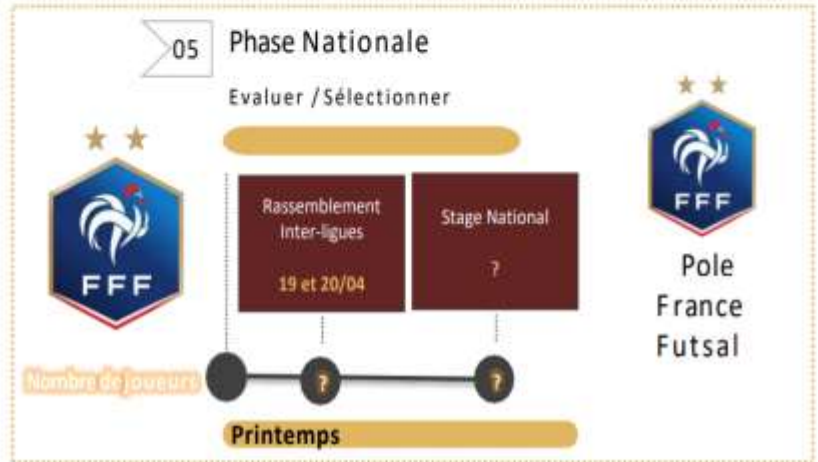 05
Phase Nationale
Evaluer / Sélectionner
FFF
Rassemblement
Inter-ligues
19 et 20/04
Stage National
?
FFF
Pole
France
Futsal
Nombre de joueurs
?
?
Printemps